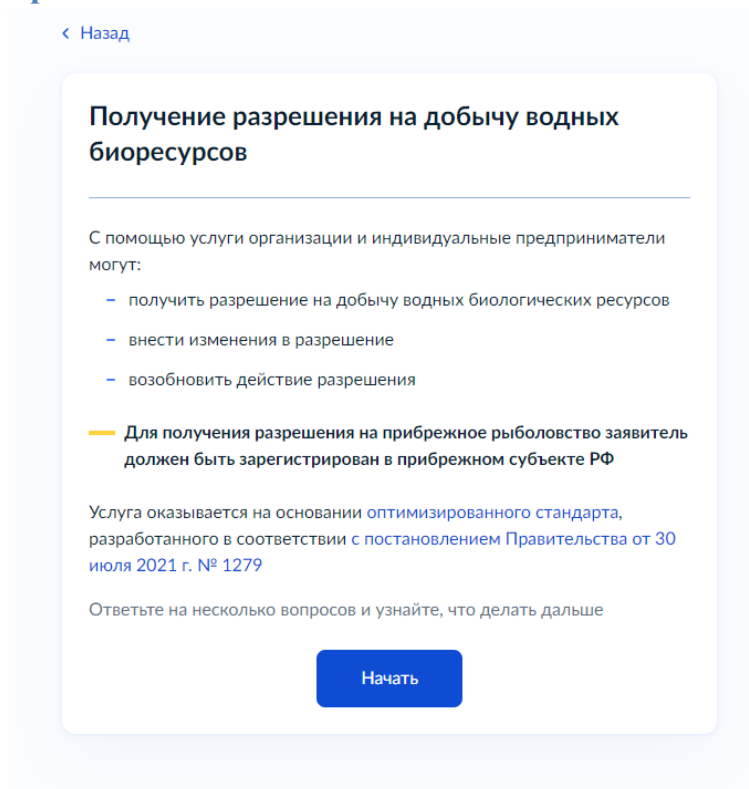 Назад
Получение разрешения на добычу водных
биоресурсов
С помощью услуги организации и индивидуальные предприниматели
могут:
– получить разрешение на добычу водных биологических ресурсов
– внести изменения в разрешение
– возобновить действие разрешения
Для получения разрешения на прибрежное рыболовство заявитель
должен быть зарегистрирован в прибрежном субъекте РФ
Услуга оказывается на основании оптимизированного стандарта,
разработанного в соответствии с постановлением Правительства от 30
июля 2021 г. № 1279
Ответьте на несколько вопросов и узнайте, что делать дальше
Начать